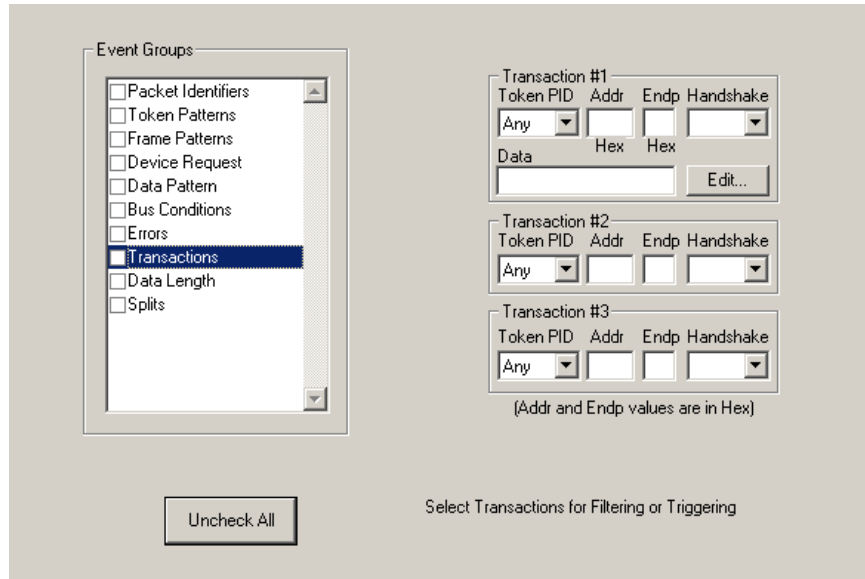 Event Groups
Packet Identifiers
Token Patterns
Frame Patterns
Device Request
Data Pattern
Bus Conditions
Errors
Transactions
Data Length
Splits
Uncheck All
Transaction #1
Token PID Addr Endp Handshake
Any
Hex Hex
Data
Edit...
Transaction #2
Token PID Addr Endp Handshake
Any
Transaction #3
Token PID Addr Endp Handshake
Any
(Addr and Endp values are in Hex)
Select Transactions for Filtering or Triggering